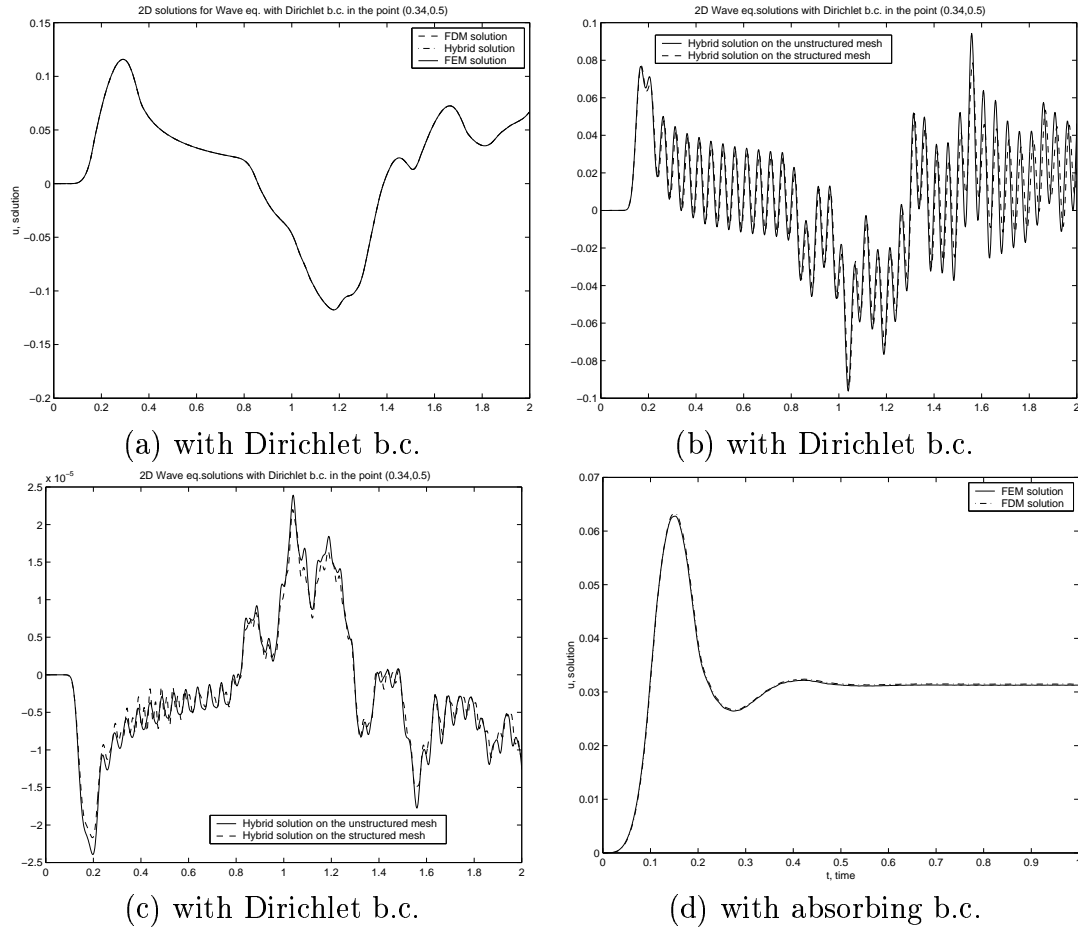 2D solutions for Wave eq. with Dirichlet b.c. in the point (0.34,0.5)
0.15
0.1
0.05
0
−0.05
−0.1
−0.15
−0.2
u, solution
FDM solution
Hybrid solution
FEM solution
0 0.2 0.4 0.6 0.8 1 1.2 1.4 1.6 1.8 2
(a) with Dirichlet b.c.
2D Wave eq.solutions with Dirichlet b.c. in the point (0.34,0.5)
0.1
0.08
0.06
0.04
0.02
0
−0.02
−0.04
−0.06
−0.08
−0.1
Hybrid solution on the unstructured mesh
Hybrid solution on the structured mesh
0 0.2 0.4 0.6 0.8 1 1.2 1.4 1.6 1.8 2
(b) with Dirichlet b.c.
2D Wave eq.solutions with Dirichlet b.c. in the point (0.34,0.5)
x 10⁻⁵
2.5
2
1.5
1
0.5
0
−0.5
−1
−1.5
−2
−2.5
Hybrid solution on the unstructured mesh
Hybrid solution on the structured mesh
0 0.2 0.4 0.6 0.8 1 1.2 1.4 1.6 1.8 2
(c) with Dirichlet b.c.
0.07
0.06
0.05
0.04
0.03
0.02
0.01
0
u, solution
FEM solution
FDM solution
0 0.1 0.2 0.3 0.4 0.5 0.6 0.7 0.8 0.9 1
t, time
(d) with absorbing b.c.